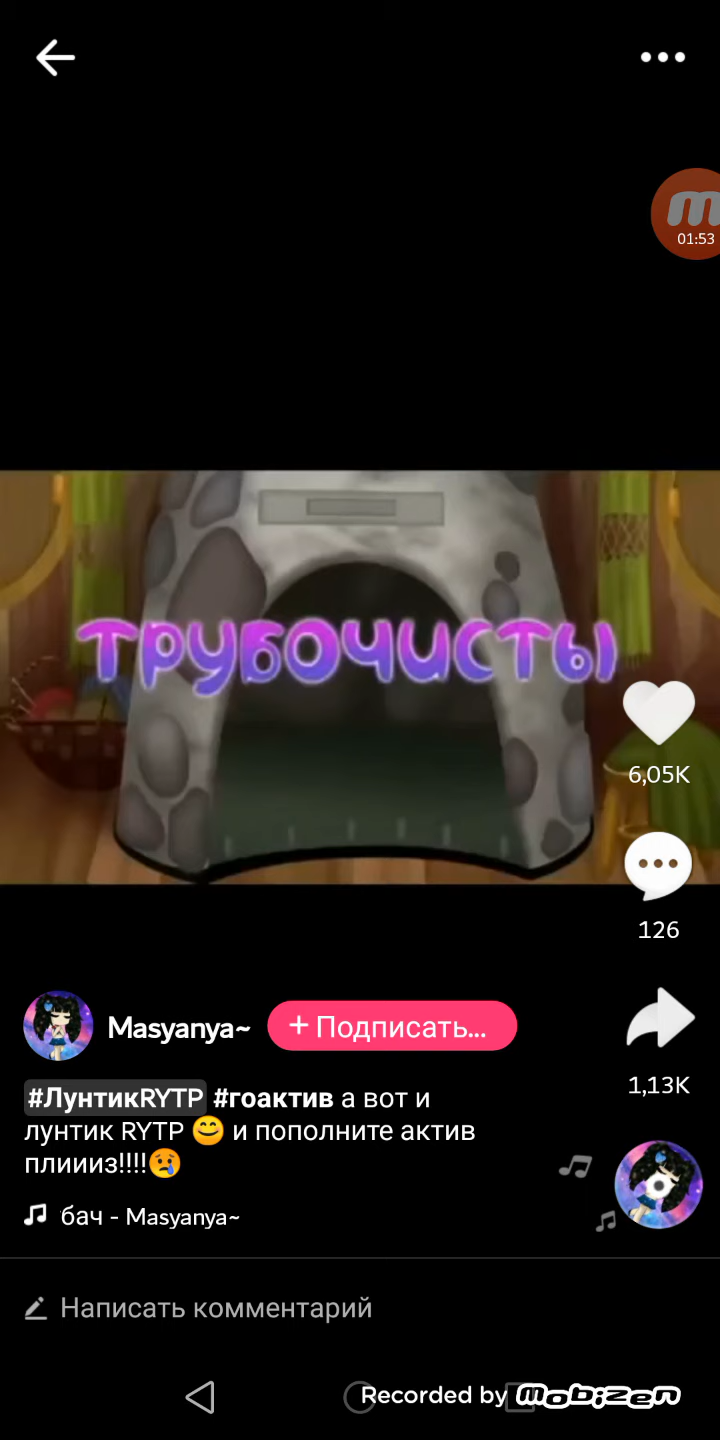 01:53
ТРУБОЧИСТЫ
6,05K
126
Masyanya~
+ Подписать...
1,13K
#ЛунтикRYTP #гоактив а вот и
лунтик RYTP 😊 и пополните актив
плиииз!!!!😢
бач - Masyanya~
Написать комментарий
Recorded by mobizen